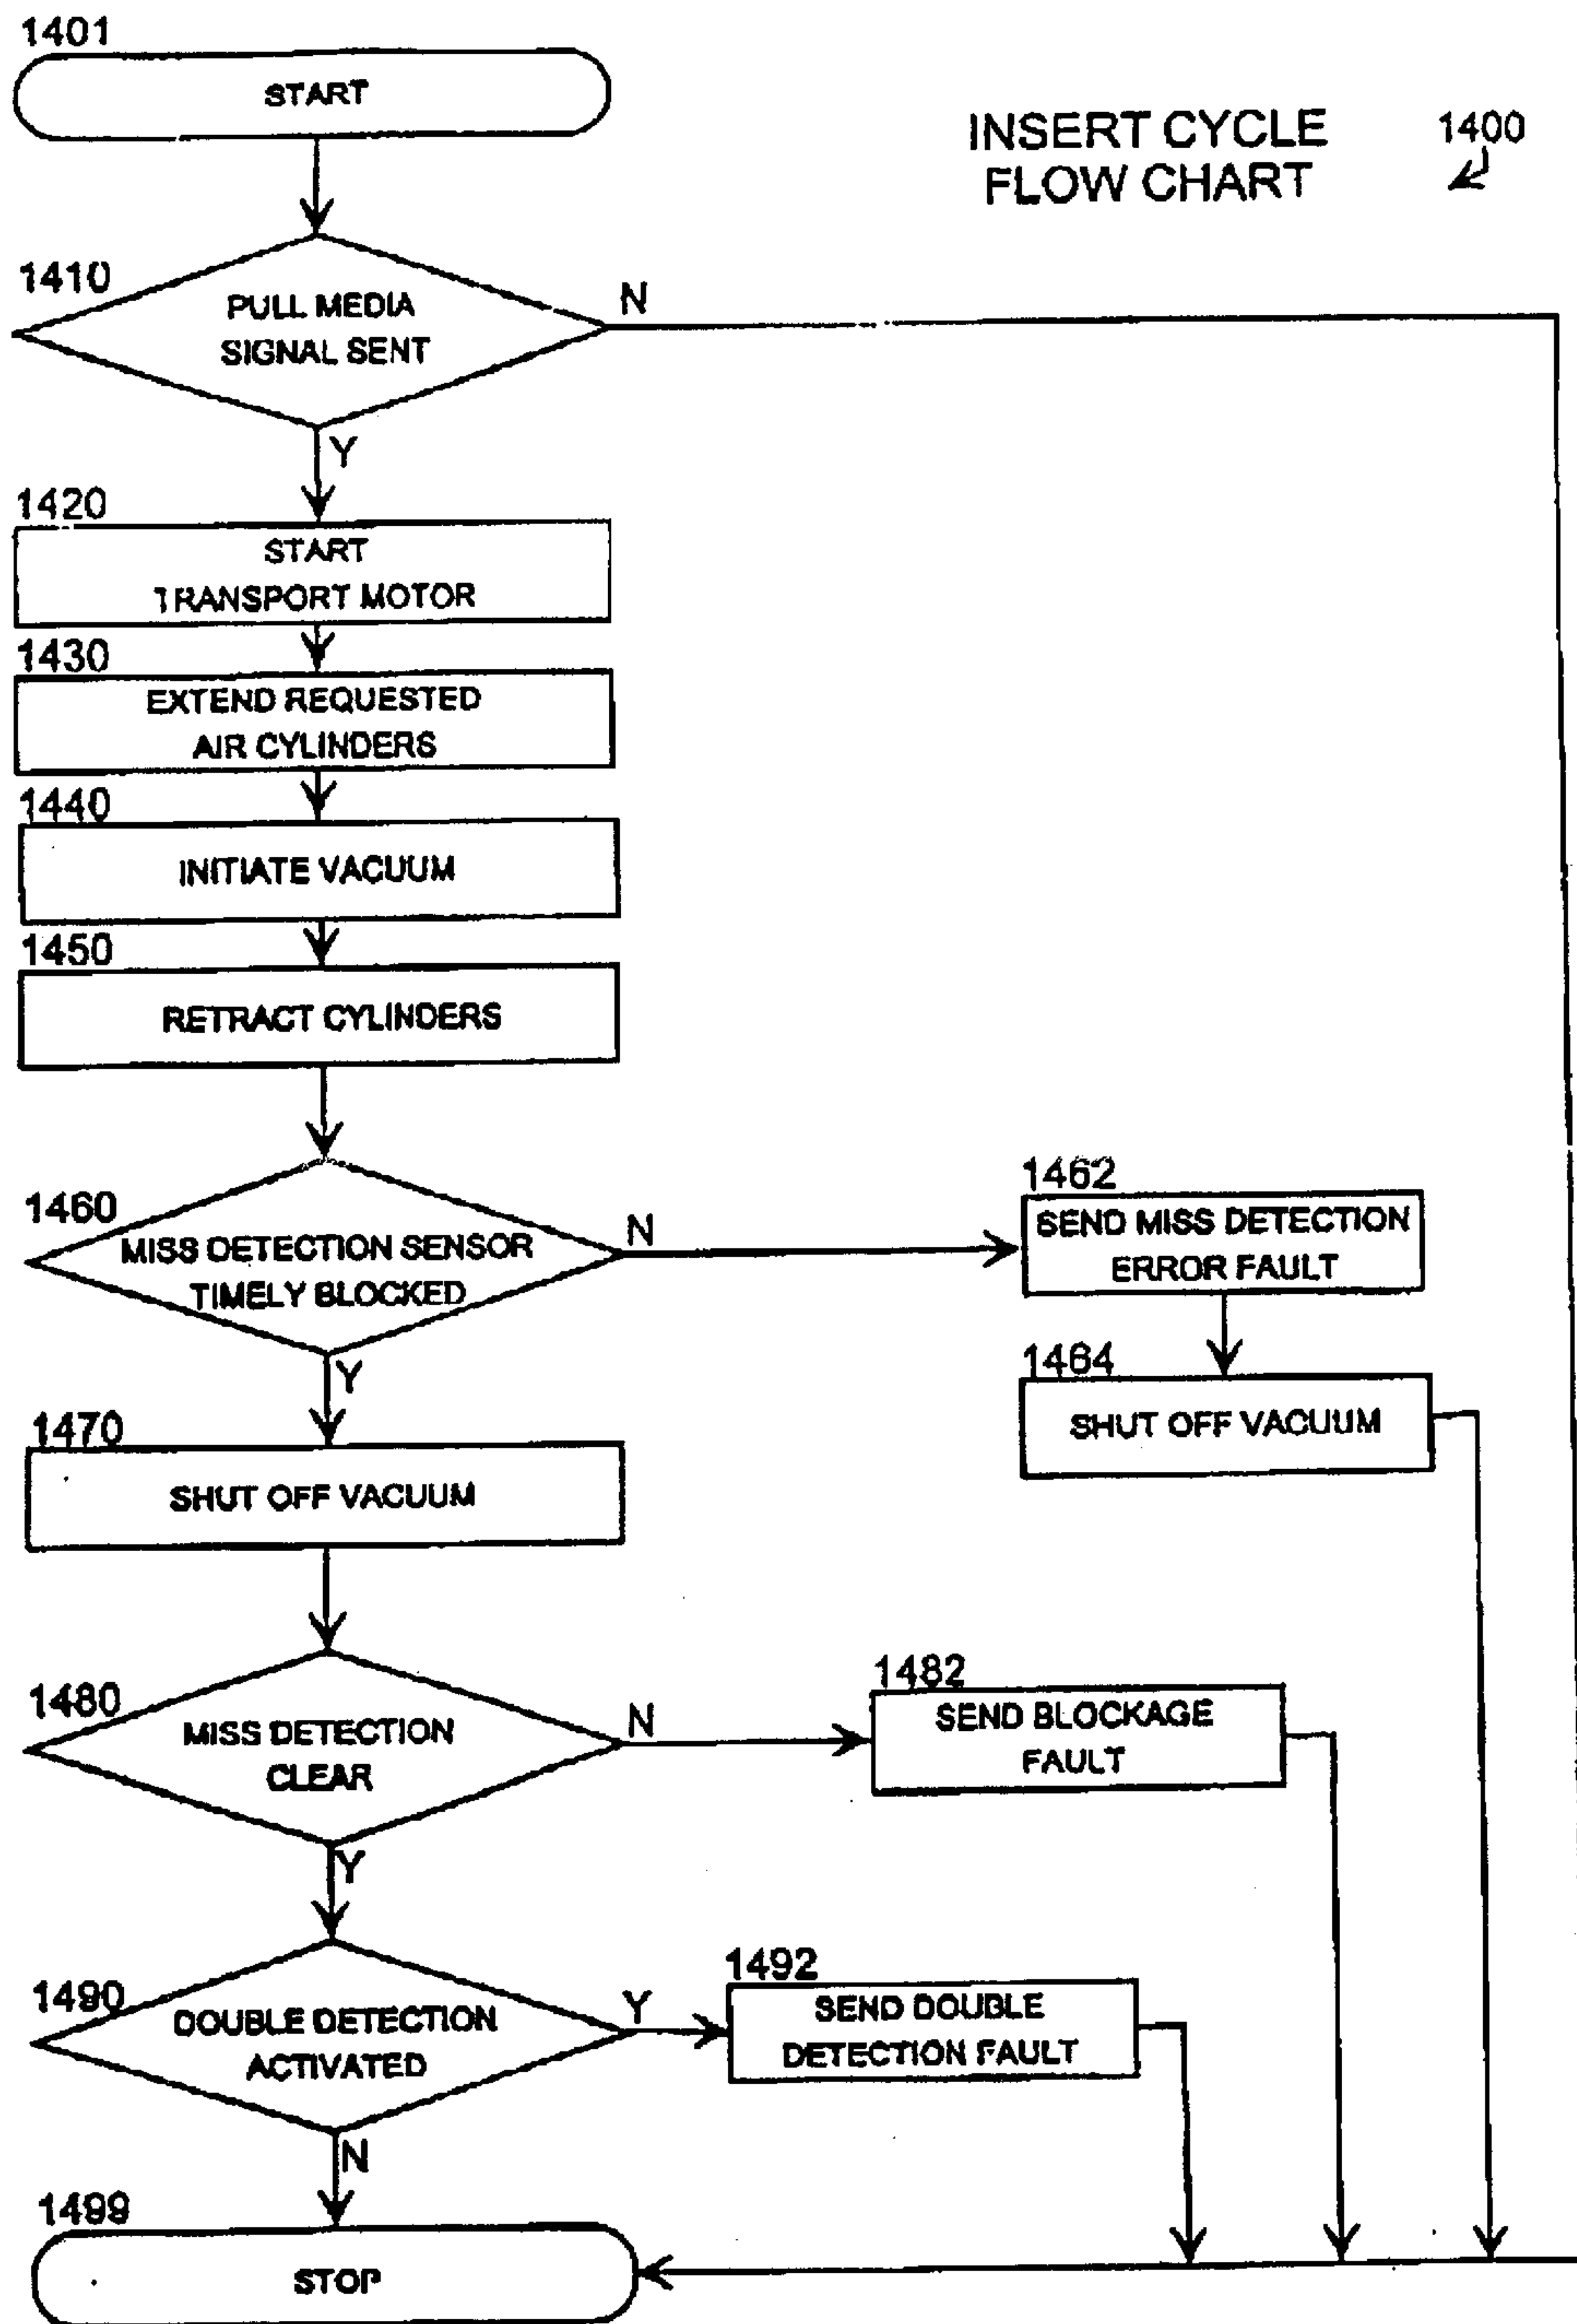 1401
START
INSERT CYCLE
FLOW CHART
1400
1410
PULL MEDIA
SIGNAL SENT
N
Y
1420
START
TRANSPORT MOTOR
1430
EXTEND REQUESTED
AIR CYLINDERS
1440
INITIATE VACUUM
1450
RETRACT CYLINDERS
1460
MISS DETECTION SENSOR
TIMELY BLOCKED
N
Y
1462
SEND MISS DETECTION
ERROR FAULT
1464
SHUT OFF VACUUM
1470
SHUT OFF VACUUM
1480
MISS DETECTION
CLEAR
N
Y
1482
SEND BLOCKAGE
FAULT
1490
DOUBLE DETECTION
ACTIVATED
Y
N
1492
SEND DOUBLE
DETECTION FAULT
1499
STOP